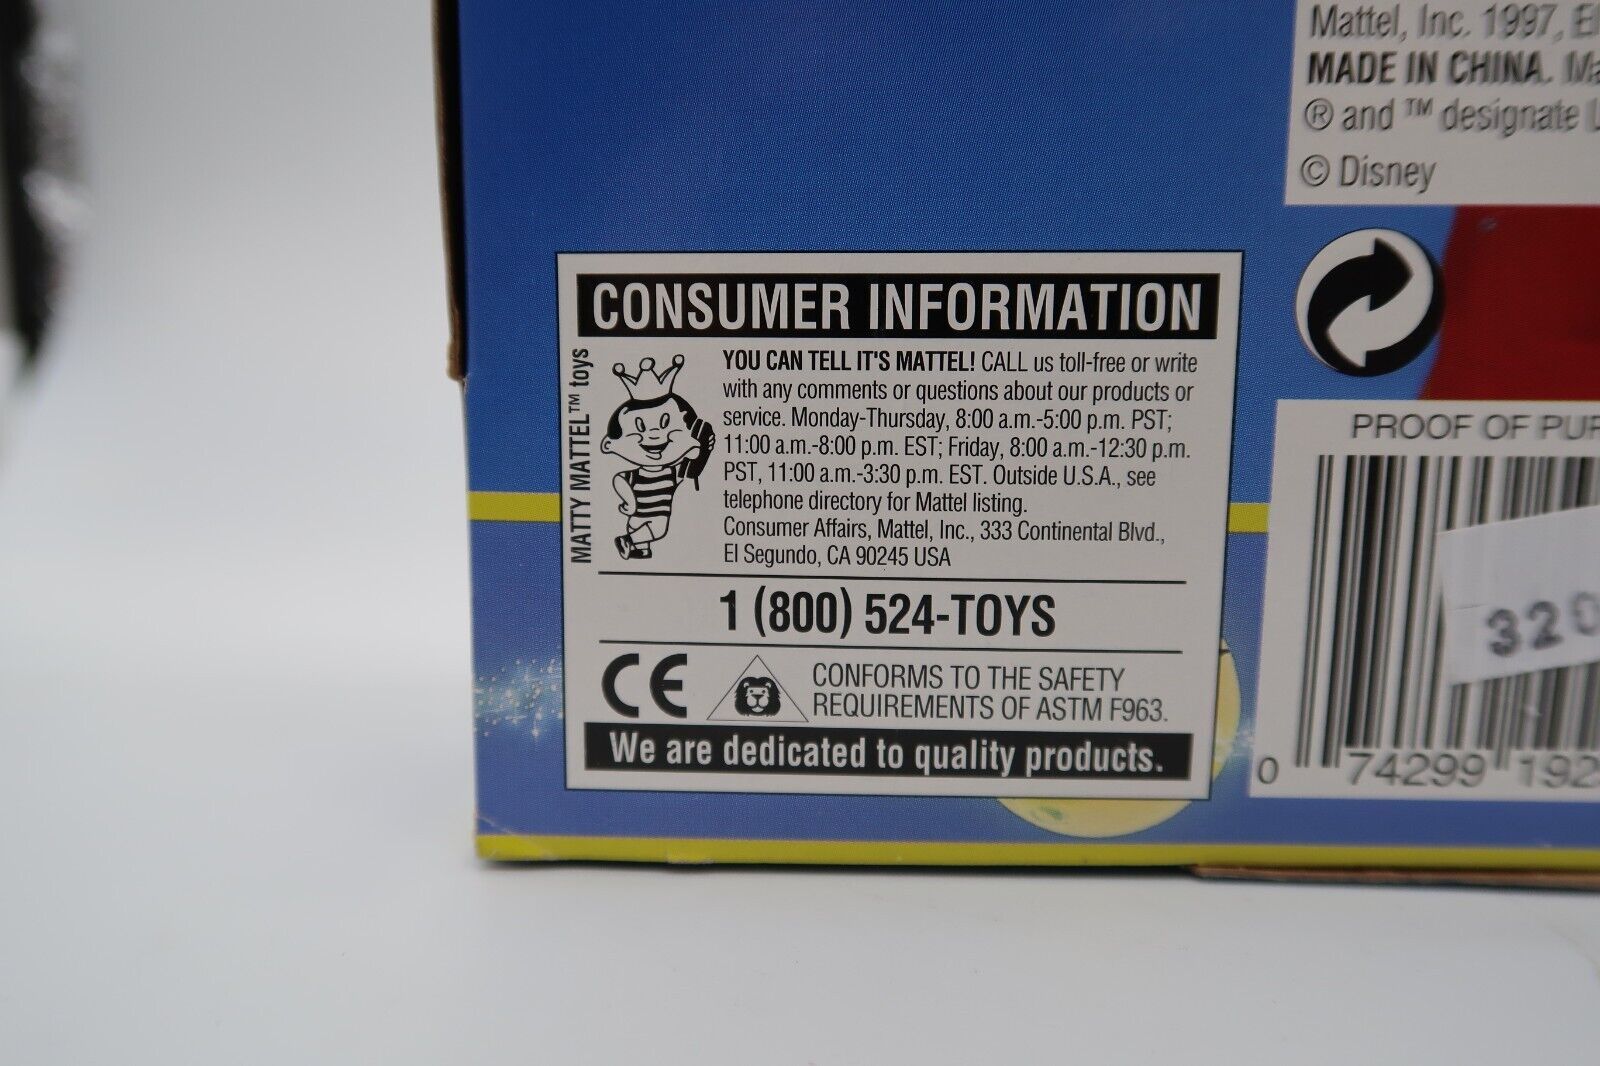 Mattel, Inc. 1997,
MADE IN CHINA.
® and ™ designate
© Disney
CONSUMER INFORMATION
MATTY MATTEL™ toys
YOU CAN TELL IT'S MATTEL! CALL us toll-free or write
with any comments or questions about our products or
service. Monday-Thursday, 8:00 a.m.-5:00 p.m. PST;
11:00 a.m.-8:00 p.m. EST; Friday, 8:00 a.m.-12:30 p.m.
PST, 11:00 a.m.-3:30 p.m. EST. Outside U.S.A., see
telephone directory for Mattel listing.
Consumer Affairs, Mattel, Inc., 333 Continental Blvd.,
El Segundo, CA 90245 USA
1 (800) 524-TOYS
CE
CONFORMS TO THE SAFETY
REQUIREMENTS OF ASTM F963.
We are dedicated to quality products.
PROOF OF PUR
320
0 74299 192